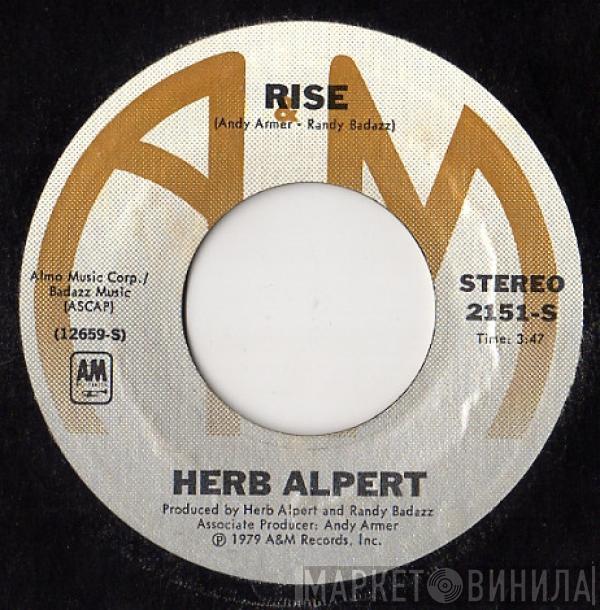 RISE
&
(Andy Armer - Randy Badazz)
Almo Music Corp./
Badazz Music
(ASCAP)
(12659-S)
AM
STEREO
2151-S
Time: 3:47
HERB ALPERT
Produced by Herb Alpert and Randy Badazz
Associate Producer: Andy Armer
℗ 1979 A&M Records, Inc.
МАРКЕТ ВИНИЛА